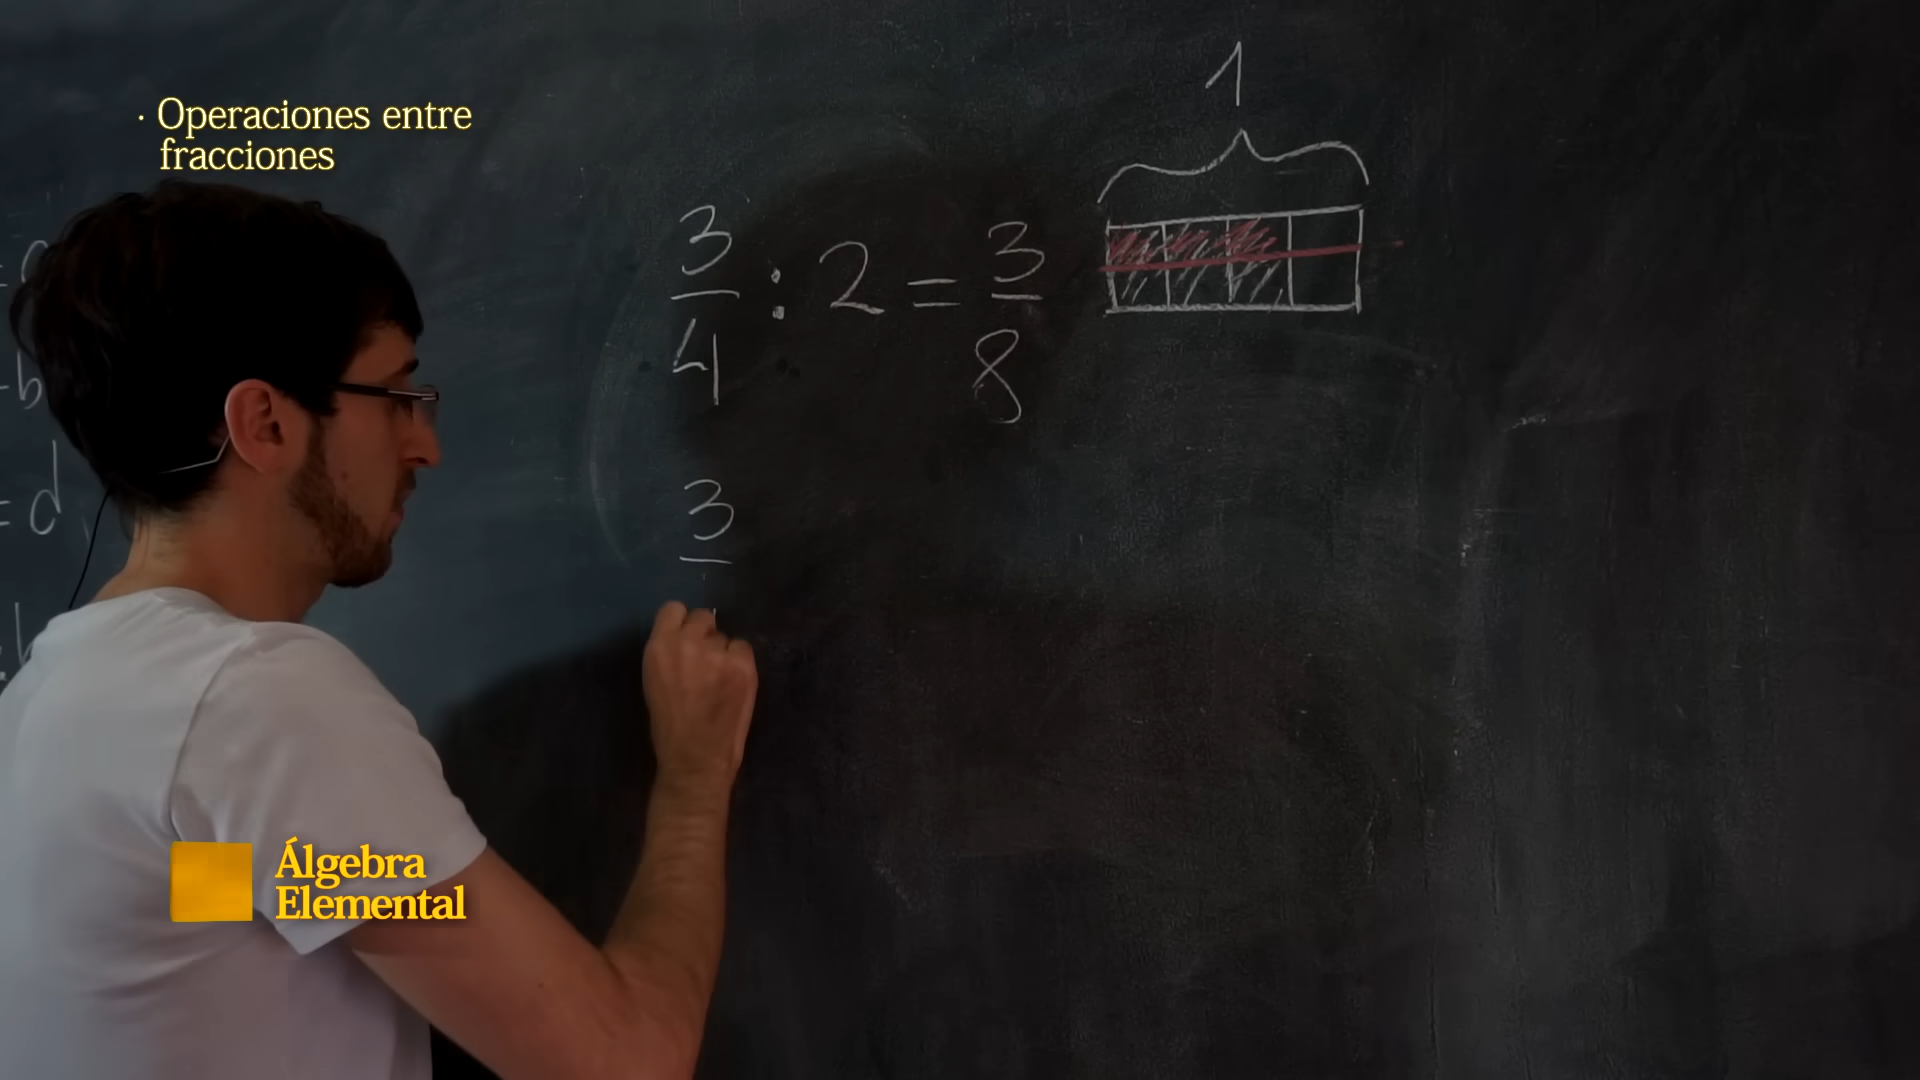 · Operaciones entre
fracciones
1
3/4 : 2 = 3/8
3
b
= d
Álgebra
Elemental